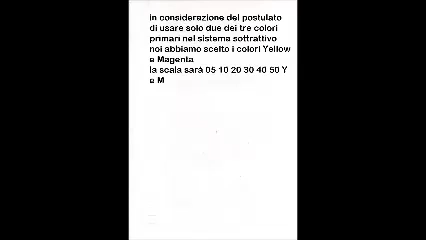 In considerazione del postulato
di usare solo due dei tre colori
primari nel sistema sottrattivo
noi abbiamo scelto i colori Yellow
e Magenta
la scala sarà 05 10 20 30 40 50 Y
e M